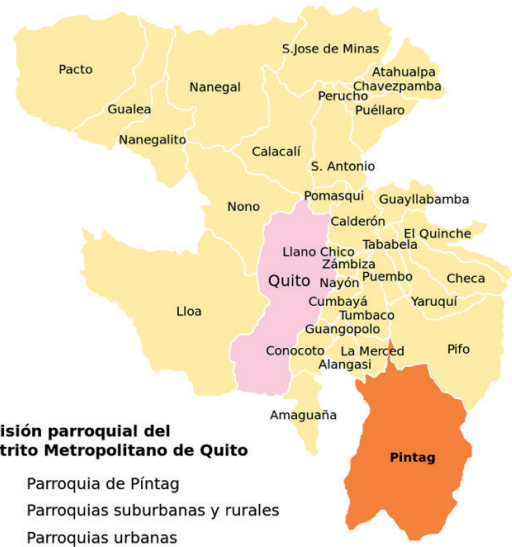 S.Jose de Minas
Pacto
Atahualpa
Nanegal
Chavezpamba
Perucho
Gualea
Puéllaro
Nanegalito
Calacalí
S. Antonio
Pomasqui
Guayllabamba
Nono
Calderón
El Quinche
Tababela
Llano Chico
Zámbiza
Puembo
Checa
Quito
Nayón
Cumbayá
Yaruquí
Lloa
Tumbaco
Guangopolo
Conocoto
La Merced
Pifo
Alangasi
Amaguaña
isión parroquial del
trito Metropolitano de Quito
Pintag
Parroquia de Píntag
Parroquias suburbanas y rurales
Parroquias urbanas